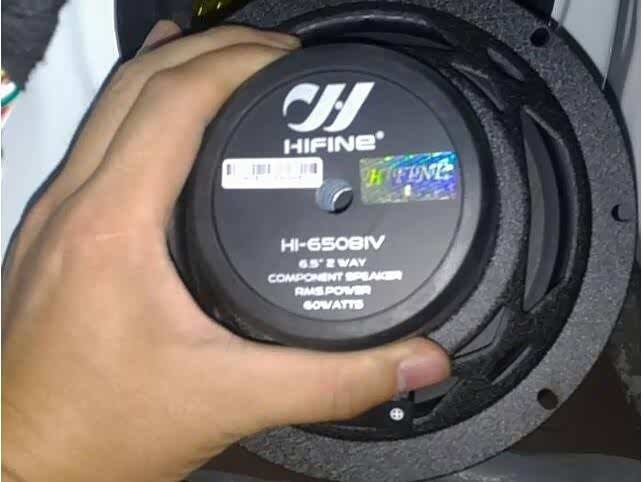 HIFINE®
HIFINE
HI-6508IV
6.5" 2 WAY
COMPONENT SPEAKER
RMS POWER
60WATTS